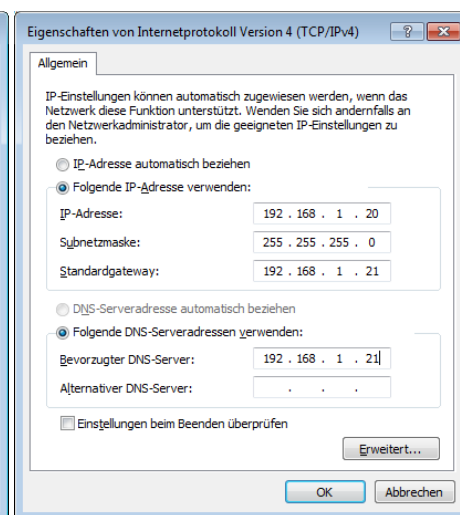 Eigenschaften von Internetprotokoll Version 4 (TCP/IPv4)
Allgemein
IP-Einstellungen können automatisch zugewiesen werden, wenn das
Netzwerk diese Funktion unterstützt. Wenden Sie sich andernfalls an
den Netzwerkadministrator, um die geeigneten IP-Einstellungen zu
beziehen.
IP-Adresse automatisch beziehen
Folgende IP-Adresse verwenden:
IP-Adresse: 192 . 168 . 1 . 20
Subnetzmaske: 255 . 255 . 255 . 0
Standardgateway: 192 . 168 . 1 . 21
DNS-Serveradresse automatisch beziehen
Folgende DNS-Serveradressen verwenden:
Bevorzugter DNS-Server: 192 . 168 . 1 . 21
Alternativer DNS-Server: . . .
Einstellungen beim Beenden überprüfen
Erweitert...
OK Abbrechen